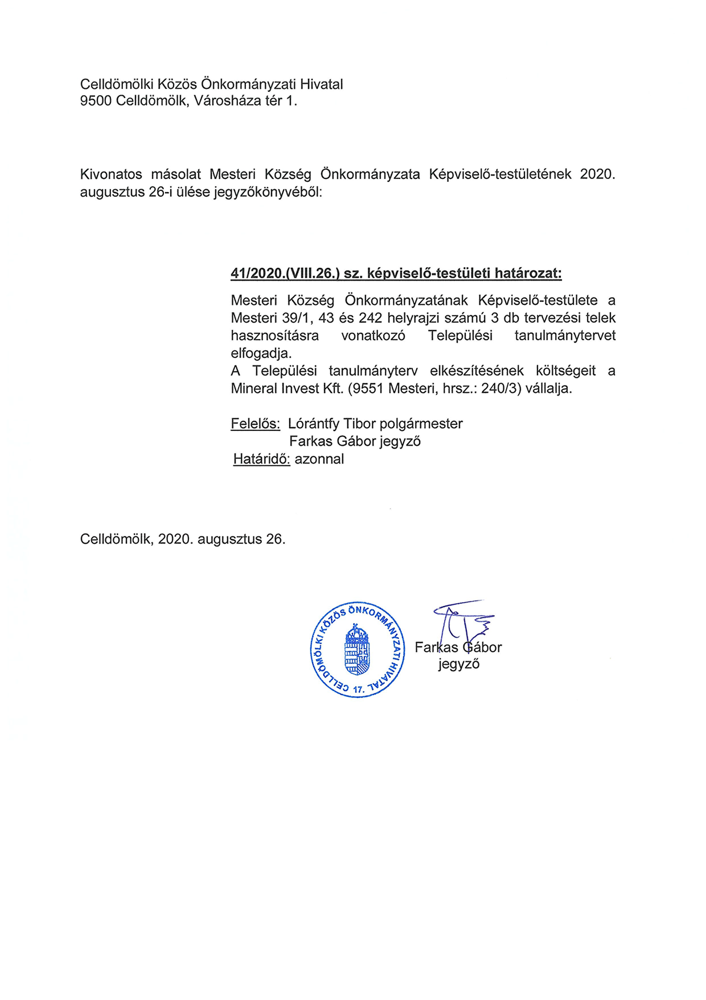 Celldömölki Közös Önkormányzati Hivatal
9500 Celldömölk, Városháza tér 1.
Kivonatos másolat Mesteri Község Önkormányzata Képviselő-testületének 2020.
augusztus 26-i ülése jegyzőkönyvéből:
41/2020.(VIII.26.) sz. képviselő-testületi határozat:
Mesteri Község Önkormányzatának Képviselő-testülete a
Mesteri 39/1, 43 és 242 helyrajzi számú 3 db tervezési telek
hasznosításra vonatkozó Települési tanulmánytervet
elfogadja.
A Települési tanulmányterv elkészítésének költségeit a
Mineral Invest Kft. (9551 Mesteri, hrsz.: 240/3) vállalja.
Felelős: Lórántfy Tibor polgármester
Farkas Gábor jegyző
Határidő: azonnal
Celldömölk, 2020. augusztus 26.
CELLDÖMÖLKI KÖZÖS ÖNKORMÁNYZATI HIVATAL 17.
Farkas Gábor
jegyző